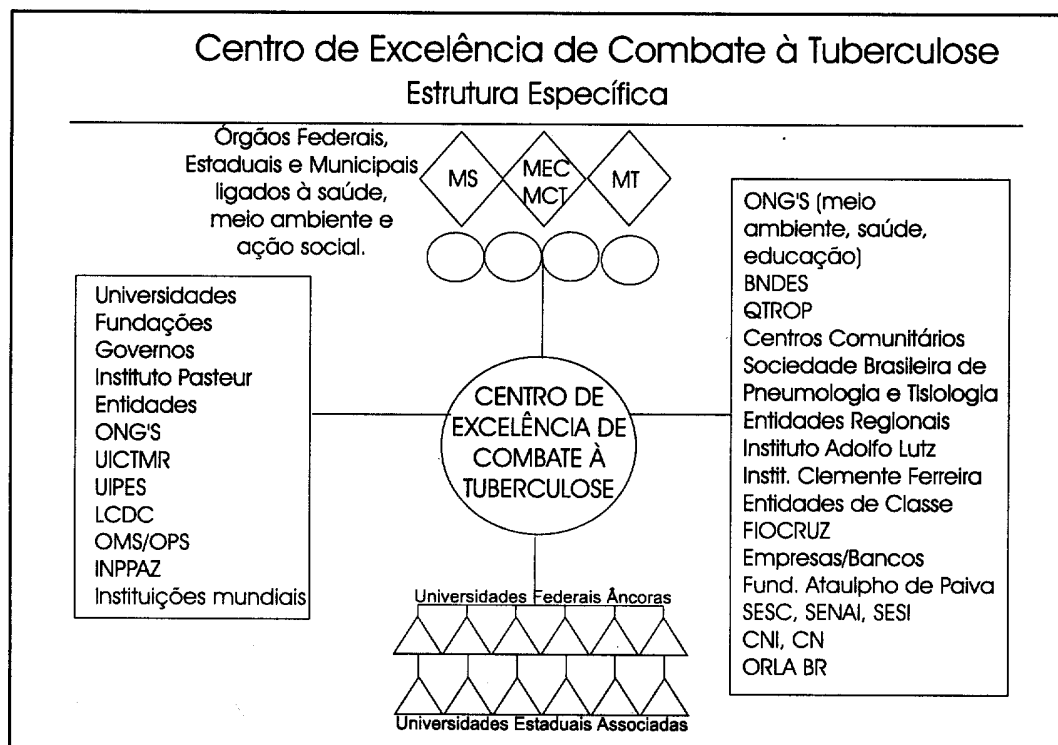 Centro de Excelência de Combate à Tuberculose
Estrutura Específica
Órgãos Federais,
Estaduais e Municipais
ligados à saúde,
meio ambiente e
ação social.
MS
MEC
MCT
MT
Universidades
Fundações
Governos
Instituto Pasteur
Entidades
ONG'S
UICTMR
UIPES
LCDC
OMS/OPS
INPPAZ
Instituições mundiais
CENTRO DE
EXCELÊNCIA DE
COMBATE À
TUBERCULOSE
ONG'S (meio
ambiente, saúde,
educação)
BNDES
QTROP
Centros Comunitários
Sociedade Brasileira de
Pneumologia e Tisiologia
Entidades Regionais
Instituto Adolfo Lutz
Instit. Clemente Ferreira
Entidades de Classe
FIOCRUZ
Empresas/Bancos
Fund. Ataulpho de Paiva
SESC, SENAI, SESI
CNI, CN
ORLA BR
Universidades Federais Âncoras
Universidades Estaduais Associadas